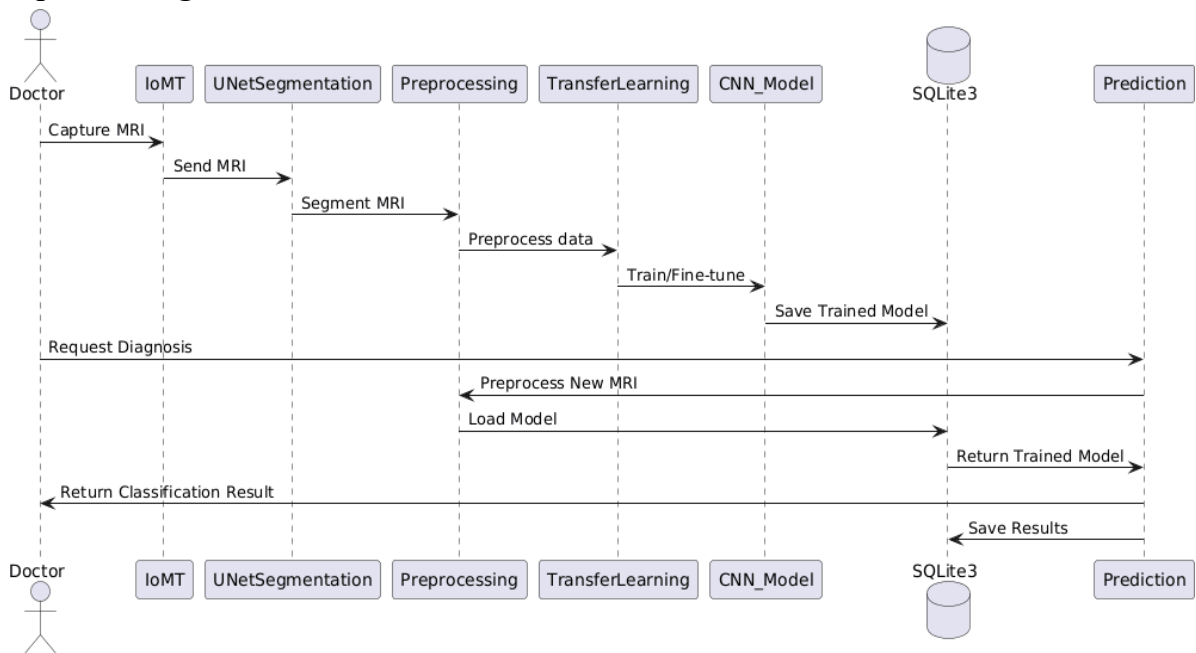 Doctor
IoMT
UNetSegmentation
Preprocessing
TransferLearning
CNN_Model
SQLite3
Prediction
Capture MRI
Send MRI
Segment MRI
Preprocess data
Train/Fine-tune
Save Trained Model
Request Diagnosis
Preprocess New MRI
Load Model
Return Trained Model
Return Classification Result
Save Results
Doctor
IoMT
UNetSegmentation
Preprocessing
TransferLearning
CNN_Model
SQLite3
Prediction